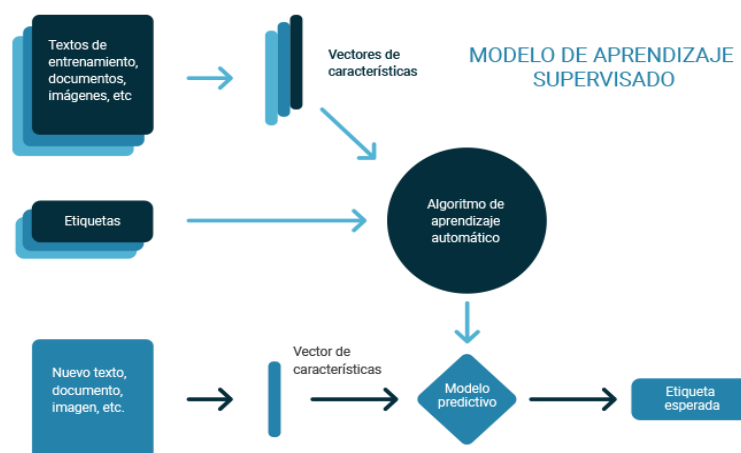 Textos de
entrenamiento,
documentos,
imágenes, etc
Vectores de
características
MODELO DE APRENDIZAJE
SUPERVISADO
Etiquetas
Algoritmo de
aprendizaje
automático
Nuevo texto,
documento,
imagen, etc.
Vector de
características
Modelo
predictivo
Etiqueta
esperada